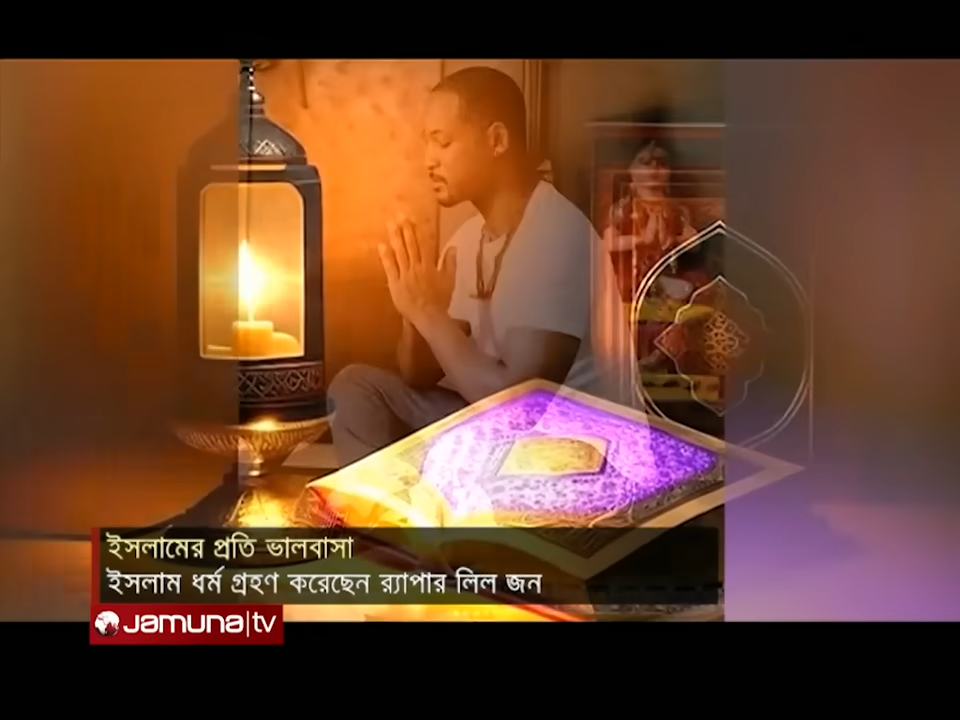 ইসলামের প্রতি ভালবাসা
ইসলাম ধর্ম গ্রহণ করেছেন র‍্যাপার লিল জন
Jamuna|tv